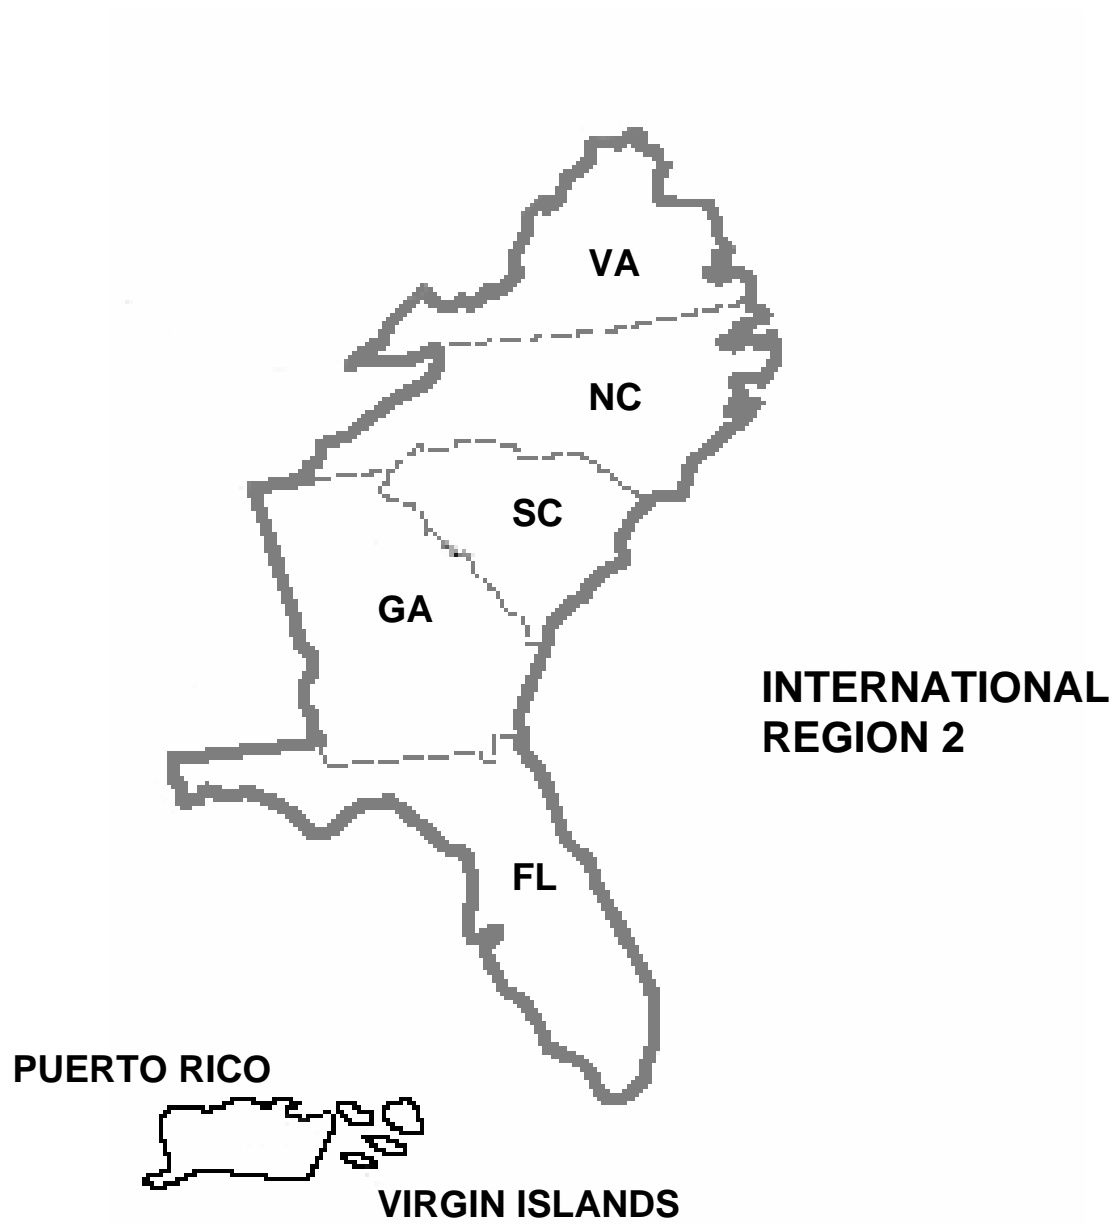 VA
NC
SC
GA
INTERNATIONAL
REGION 2
FL
PUERTO RICO
VIRGIN ISLANDS